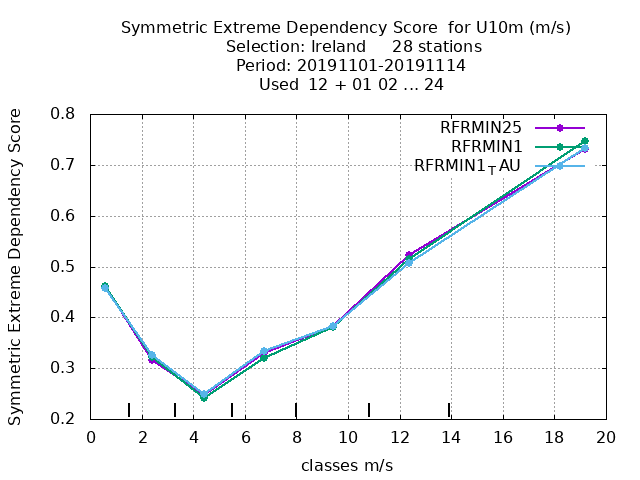 Symmetric Extreme Dependency Score  for U10m (m/s)
Selection: Ireland     28 stations
Period: 20191101-20191114
Used  12 + 01 02 ... 24
Symmetric Extreme Dependency Score
0.8
0.7
0.6
0.5
0.4
0.3
0.2
RFRMIN25
RFRMIN1
RFRMIN1TAU
0 2 4 6 8 10 12 14 16 18 20
classes m/s